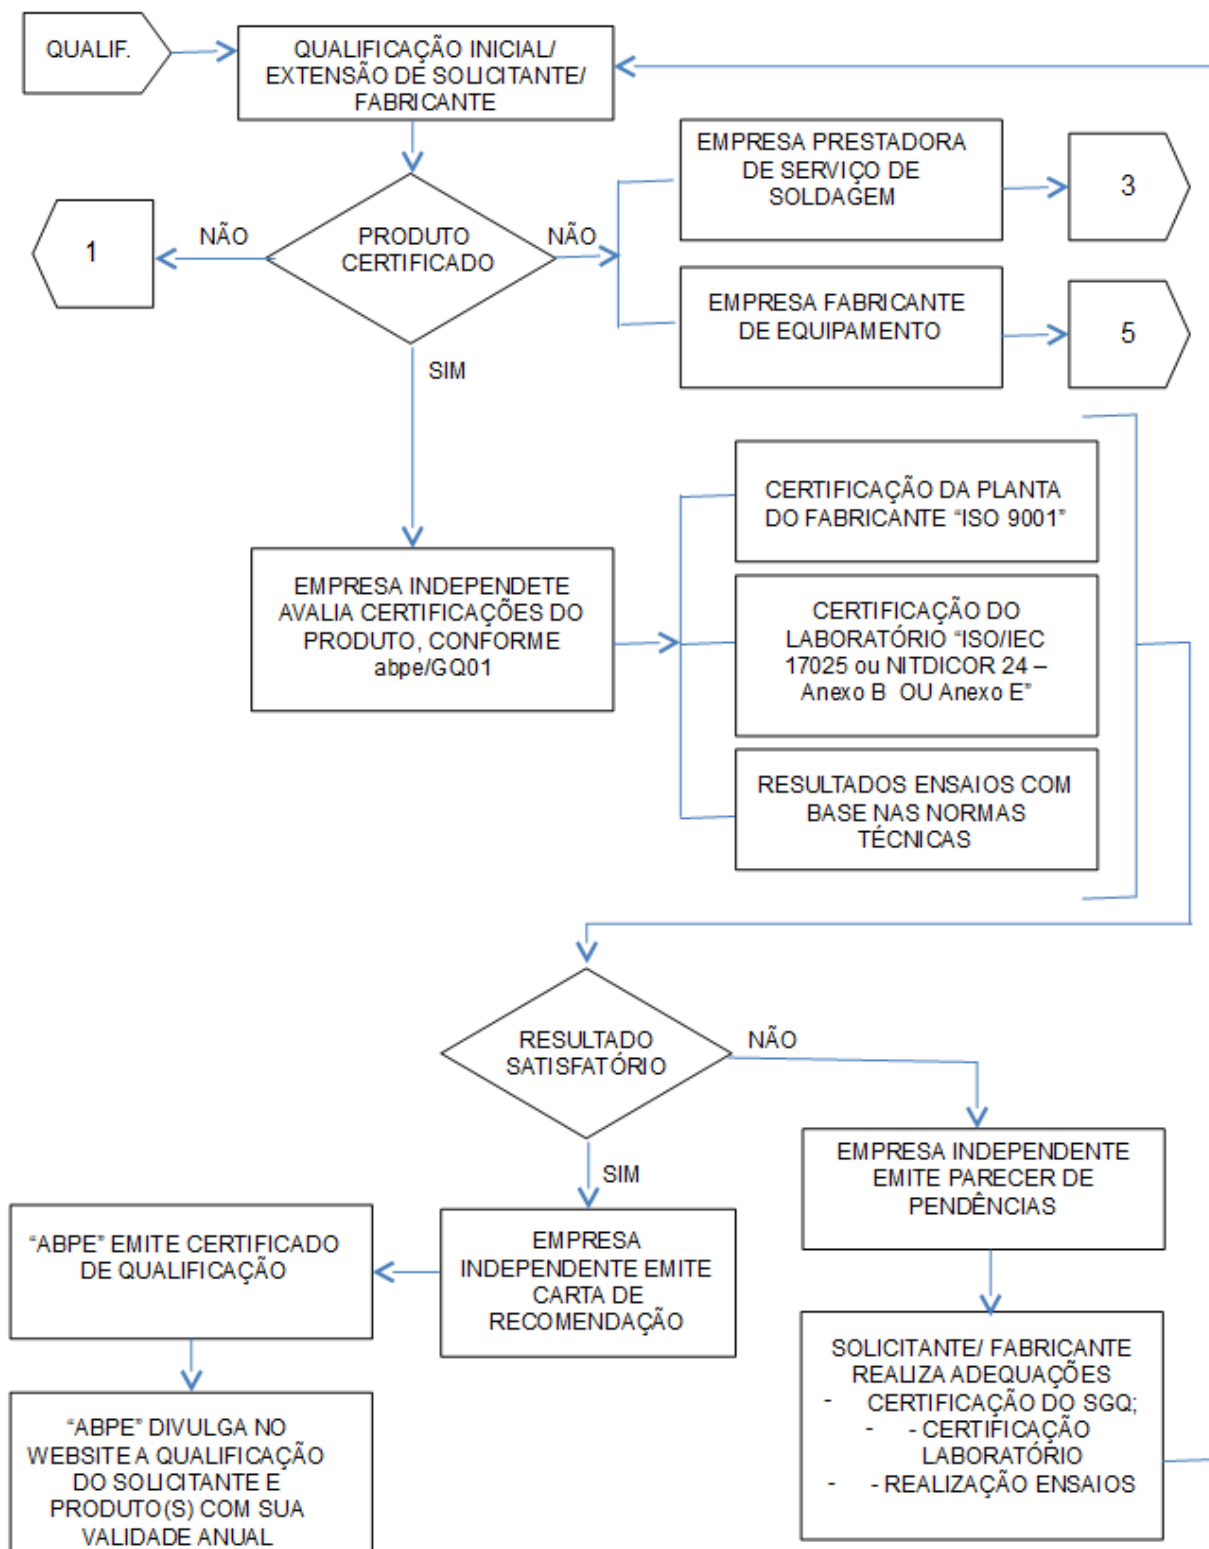 QUALIF.
QUALIFICAÇÃO INICIAL/
EXTENSÃO DE SOLICITANTE/
FABRICANTE
EMPRESA PRESTADORA
DE SERVIÇO DE
SOLDAGEM
3
1
NÃO
PRODUTO
CERTIFICADO
NÃO
EMPRESA FABRICANTE
DE EQUIPAMENTO
5
SIM
CERTIFICAÇÃO DA PLANTA
DO FABRICANTE “ISO 9001”
EMPRESA INDEPENDETE
AVALIA CERTIFICAÇÕES DO
PRODUTO, CONFORME
abpe/GQ01
CERTIFICAÇÃO DO
LABORATÓRIO “ISO/IEC
17025 ou NITDICOR 24 –
Anexo B OU Anexo E”
RESULTADOS ENSAIOS COM
BASE NAS NORMAS
TÉCNICAS
RESULTADO
SATISFATÓRIO
NÃO
SIM
EMPRESA INDEPENDENTE
EMITE PARECER DE
PENDÊNCIAS
“ABPE” EMITE CERTIFICADO
DE QUALIFICAÇÃO
EMPRESA
INDEPENDENTE EMITE
CARTA DE
RECOMENDAÇÃO
SOLICITANTE/ FABRICANTE
REALIZA ADEQUAÇÕES
- CERTIFICAÇÃO DO SGQ;
- - CERTIFICAÇÃO
LABORATÓRIO
- - REALIZAÇÃO ENSAIOS
“ABPE” DIVULGA NO
WEBSITE A QUALIFICAÇÃO
DO SOLICITANTE E
PRODUTO(S) COM SUA
VALIDADE ANUAL